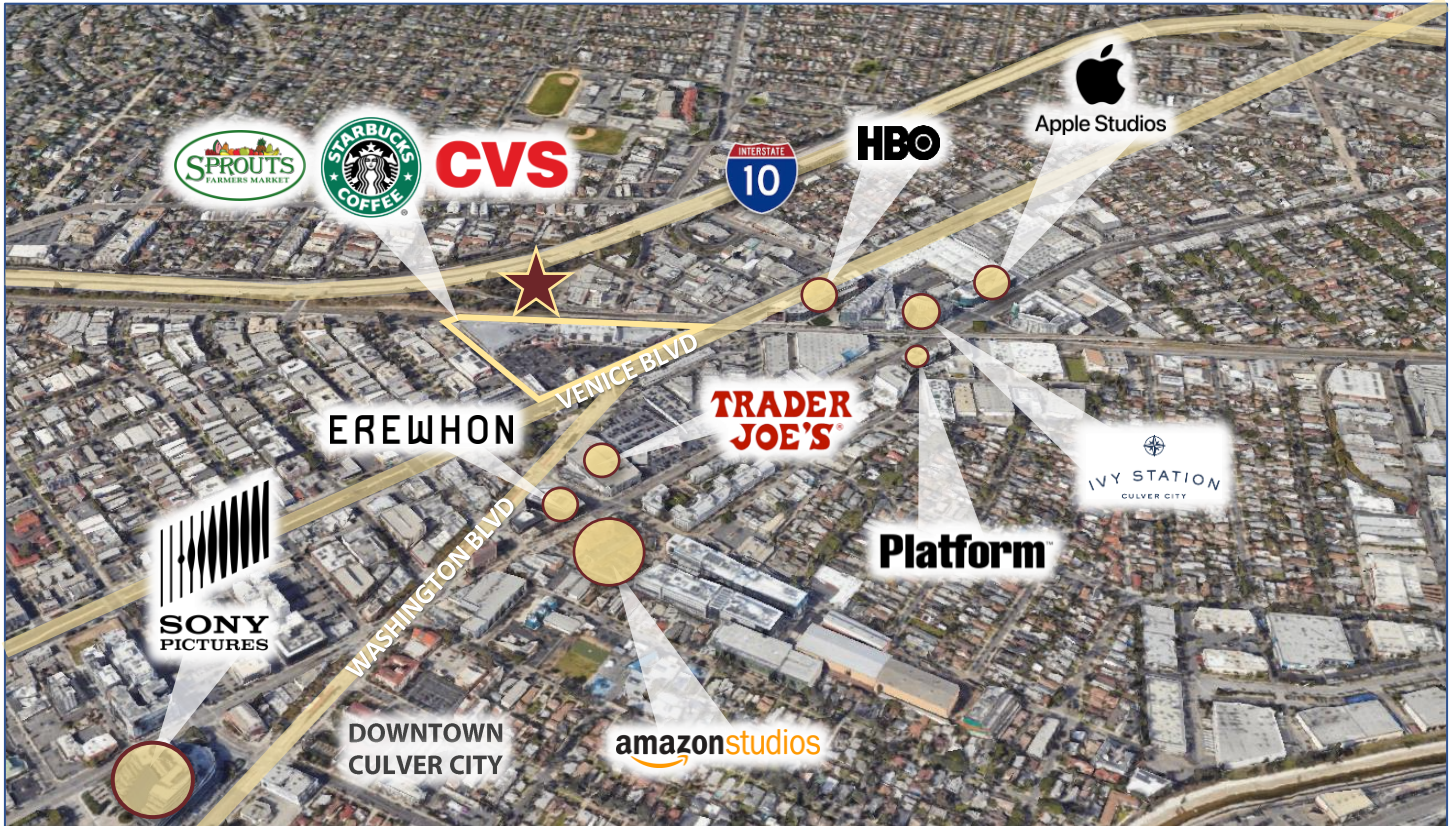 SPROUTS
FARMERS MARKET
STARBUCKS
COFFEE
®
CVS
INTERSTATE
10
HBO
Apple Studios
VENICE BLVD
EREWHON
TRADER
JOE'S®
IVY STATION
CULVER CITY
Platform™
WASHINGTON BLVD
SONY
PICTURES
DOWNTOWN
CULVER CITY
amazonstudios